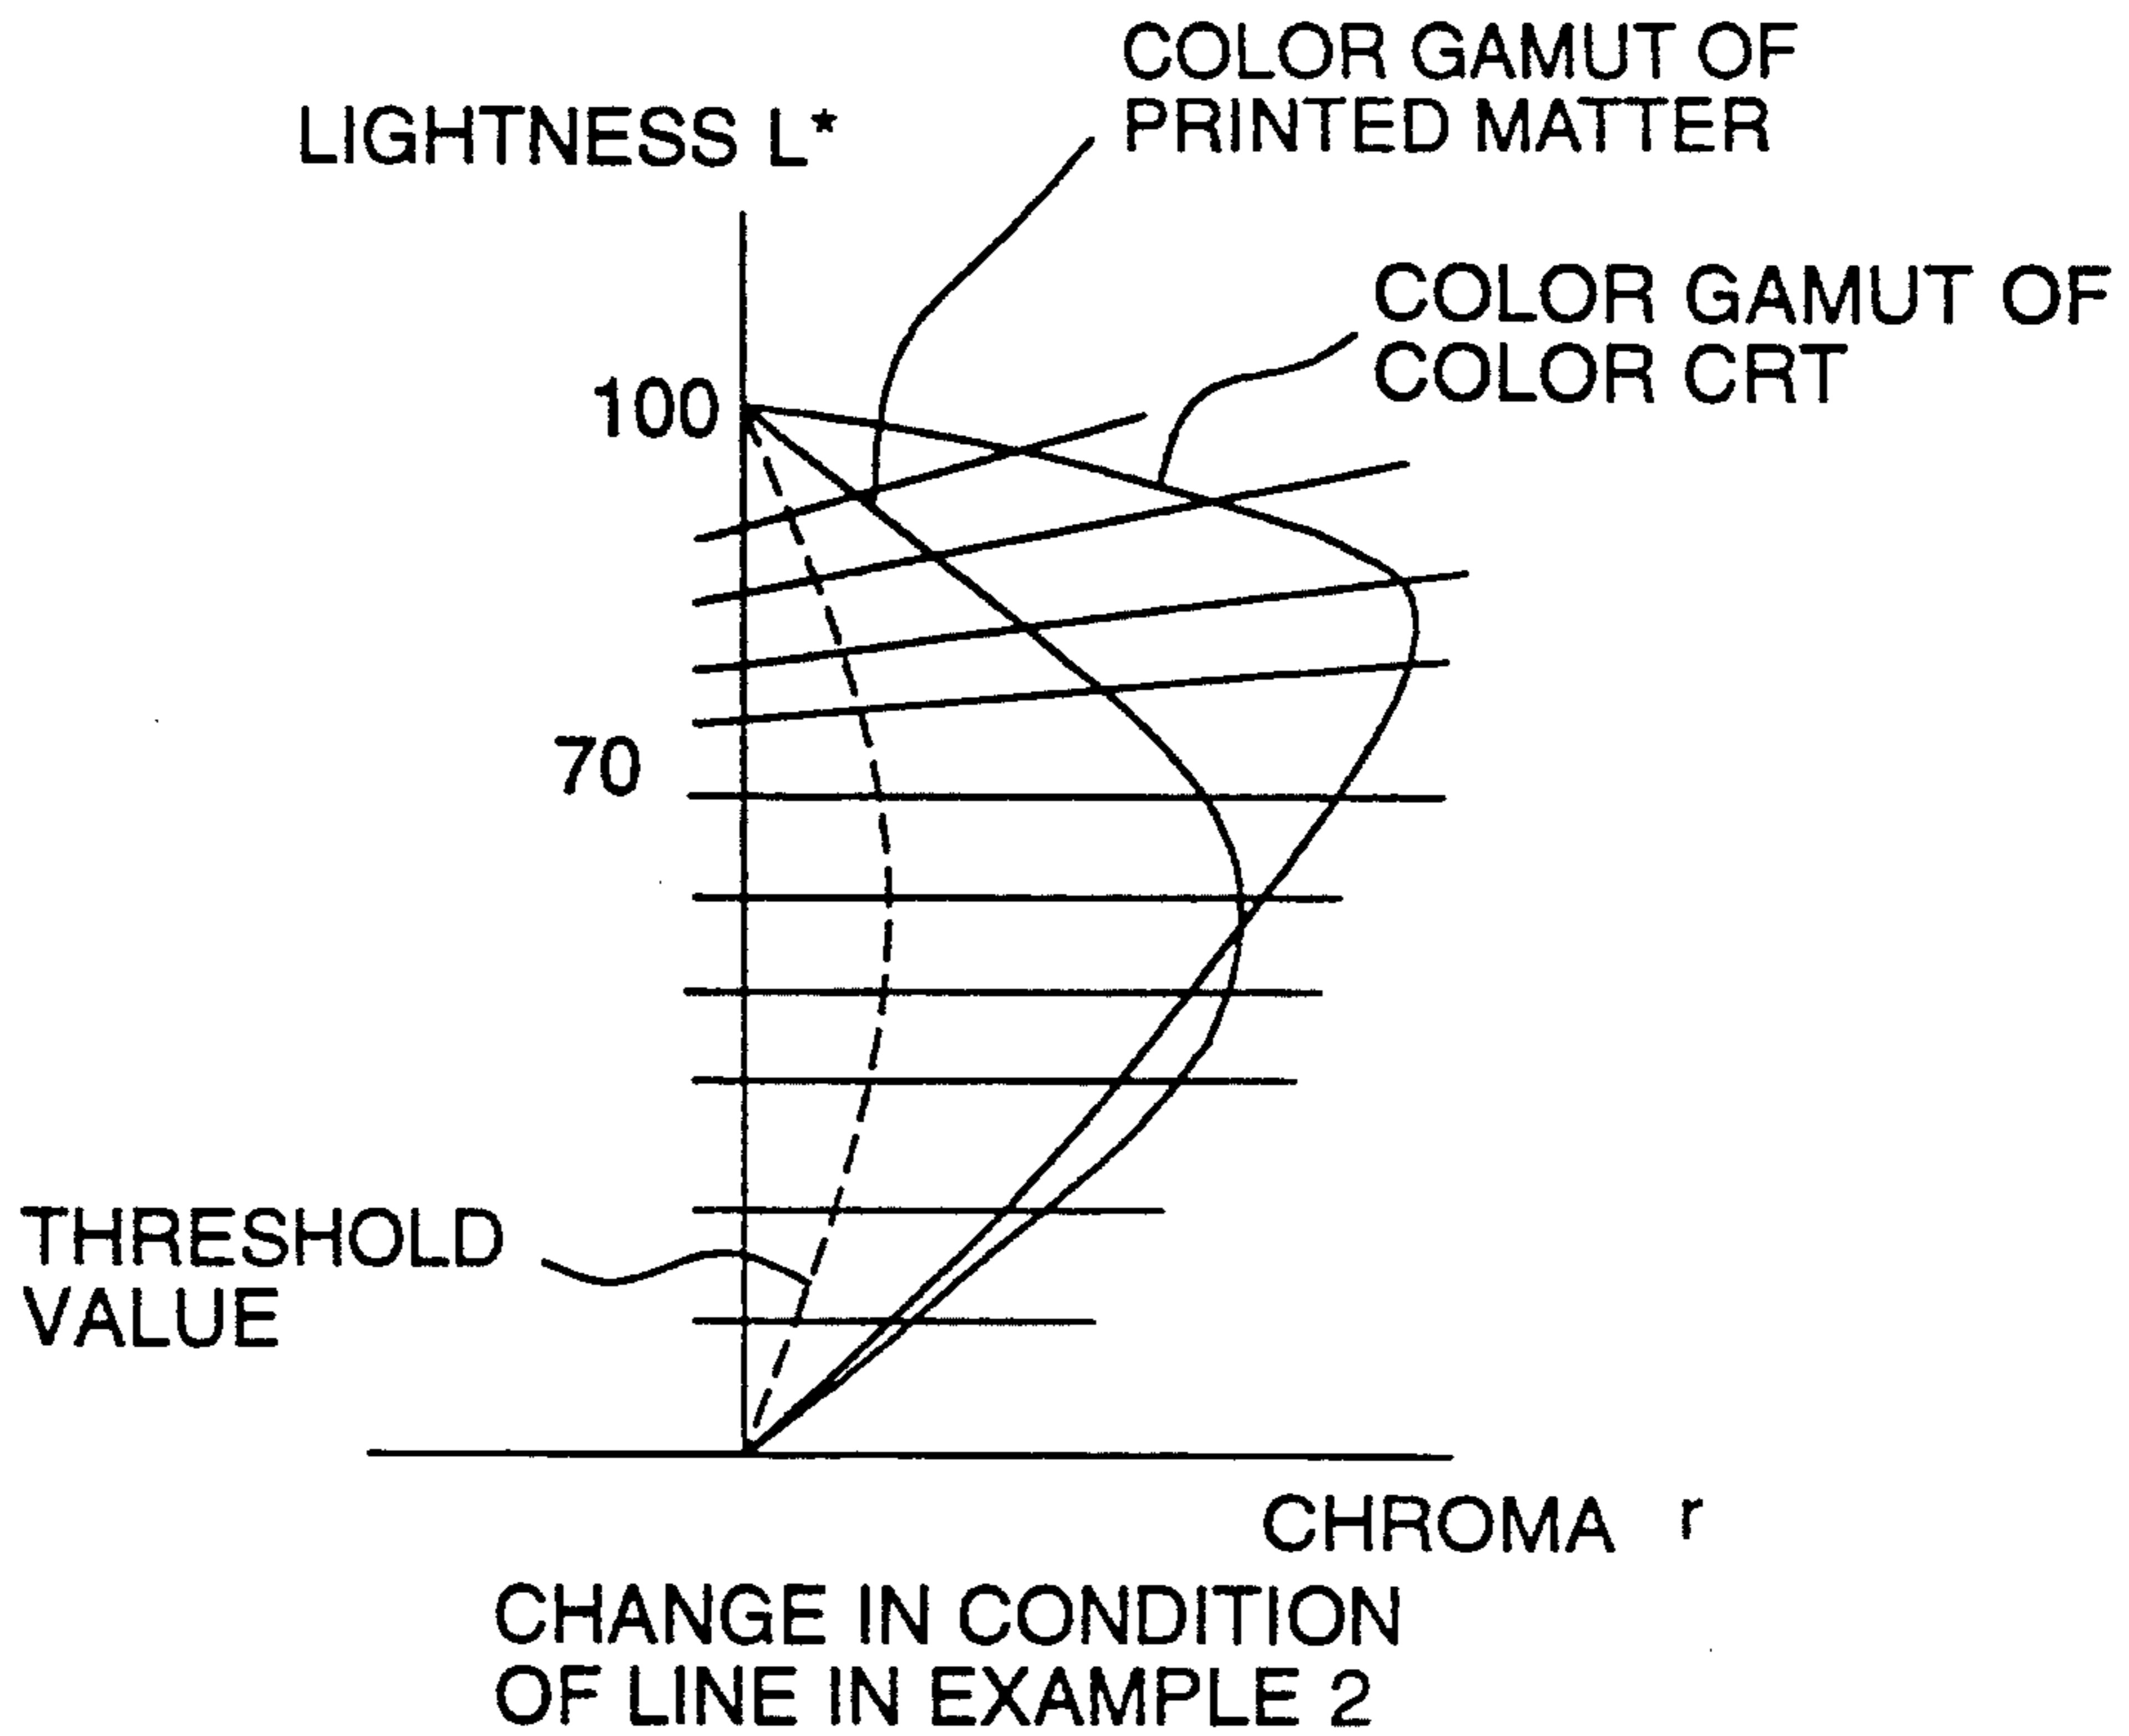 COLOR GAMUT OF
PRINTED MATTER
LIGHTNESS L*
COLOR GAMUT OF
COLOR CRT
100
70
THRESHOLD
VALUE
CHROMA r
CHANGE IN CONDITION
OF LINE IN EXAMPLE 2